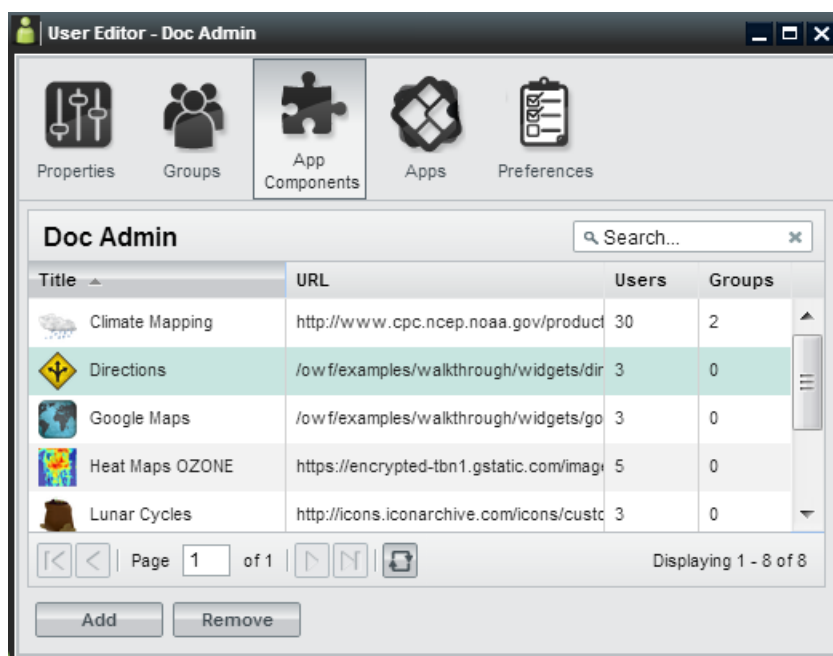 User Editor - Doc Admin
Properties
Groups
App
Components
Apps
Preferences
Doc Admin
Search...
Title URL Users Groups
Climate Mapping http://www.cpc.ncep.noaa.gov/product 30 2
Directions /owf/examples/walkthrough/widgets/dir 3 0
Google Maps /owf/examples/walkthrough/widgets/go 3 0
Heat Maps OZONE https://encrypted-tbn1.gstatic.com/image 5 0
Lunar Cycles http://icons.iconarchive.com/icons/custo 3 0
Page 1 of 1 Displaying 1 - 8 of 8
Add Remove